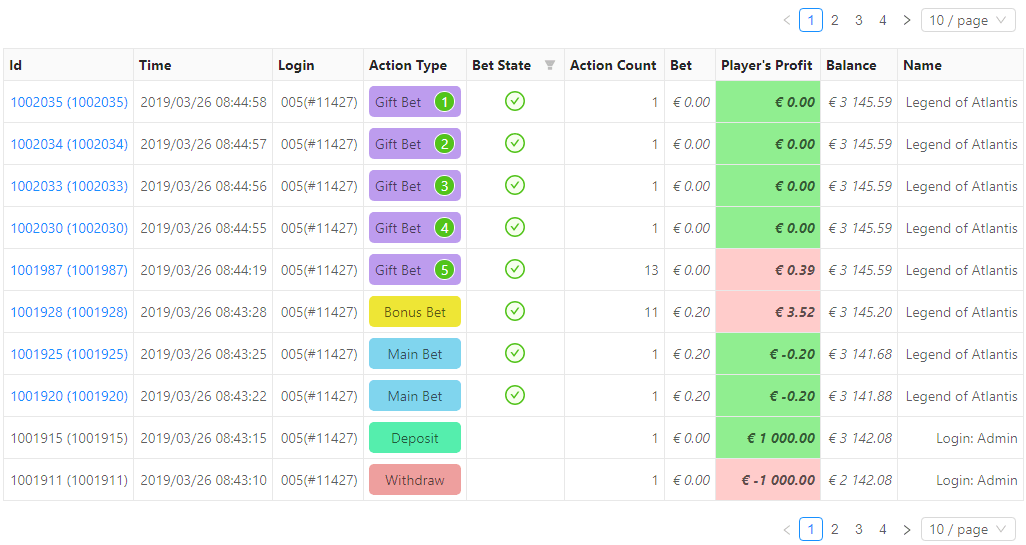 1 2 3 4 10 / page
Id Time Login Action Type Bet State Action Count Bet Player's Profit Balance Name
1002035 (1002035) 2019/03/26 08:44:58 005(#11427) Gift Bet 1 1 € 0.00 € 0.00 € 3 145.59 Legend of Atlantis
1002034 (1002034) 2019/03/26 08:44:57 005(#11427) Gift Bet 2 1 € 0.00 € 0.00 € 3 145.59 Legend of Atlantis
1002033 (1002033) 2019/03/26 08:44:56 005(#11427) Gift Bet 3 1 € 0.00 € 0.00 € 3 145.59 Legend of Atlantis
1002030 (1002030) 2019/03/26 08:44:55 005(#11427) Gift Bet 4 1 € 0.00 € 0.00 € 3 145.59 Legend of Atlantis
1001987 (1001987) 2019/03/26 08:44:19 005(#11427) Gift Bet 5 13 € 0.00 € 0.39 € 3 145.59 Legend of Atlantis
1001928 (1001928) 2019/03/26 08:43:28 005(#11427) Bonus Bet 11 € 0.20 € 3.52 € 3 145.20 Legend of Atlantis
1001925 (1001925) 2019/03/26 08:43:25 005(#11427) Main Bet 1 € 0.20 € -0.20 € 3 141.68 Legend of Atlantis
1001920 (1001920) 2019/03/26 08:43:22 005(#11427) Main Bet 1 € 0.20 € -0.20 € 3 141.88 Legend of Atlantis
1001915 (1001915) 2019/03/26 08:43:15 005(#11427) Deposit 1 € 0.00 € 1 000.00 € 3 142.08 Login: Admin
1001911 (1001911) 2019/03/26 08:43:10 005(#11427) Withdraw 1 € 0.00 € -1 000.00 € 2 142.08 Login: Admin
1 2 3 4 10 / page